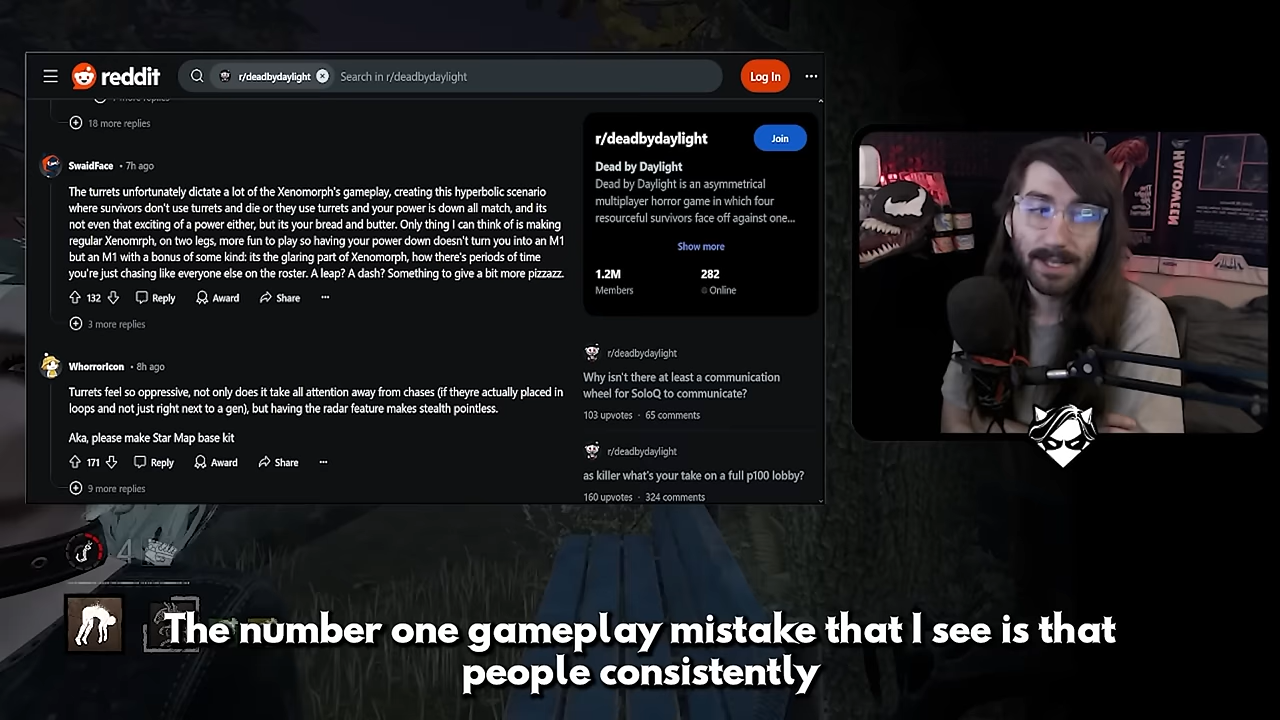 reddit
r/deadbydaylight
Search in r/deadbydaylight
Log In
more replies
18 more replies
SwaidFace • 7h ago
The turrets unfortunately dictate a lot of the Xenomorph's gameplay, creating this hyperbolic scenario
where survivors don't use turrets and die or they use turrets and your power is down all match, and its
not even that exciting of a power either, but its your bread and butter. Only thing I can think of is making
regular Xenomrph, on two legs, more fun to play so having your power down doesn't turn you into an M1
but an M1 with a bonus of some kind: its the glaring part of Xenomorph, how there's periods of time
you're just chasing like everyone else on the roster. A leap? A dash? Something to give a bit more pizzazz.
132 Reply Award Share
3 more replies
WhorrorIcon • 8h ago
Turrets feel so oppressive, not only does it take all attention away from chases (if theyre actually placed in
loops and not just right next to a gen), but having the radar feature makes stealth pointless.
Aka, please make Star Map base kit
171 Reply Award Share
9 more replies
r/deadbydaylight
Join
Dead by Daylight
Dead by Daylight is an asymmetrical
multiplayer horror game in which four
resourceful survivors face off against one...
Show more
1.2M 282
Members Online
r/deadbydaylight
Why isn't there at least a communication
wheel for SoloQ to communicate?
103 upvotes · 65 comments
r/deadbydaylight
as killer what's your take on a full p100 lobby?
160 upvotes · 324 comments
HALLOWEEN
4
The number one gameplay mistake that I see is that
people consistently